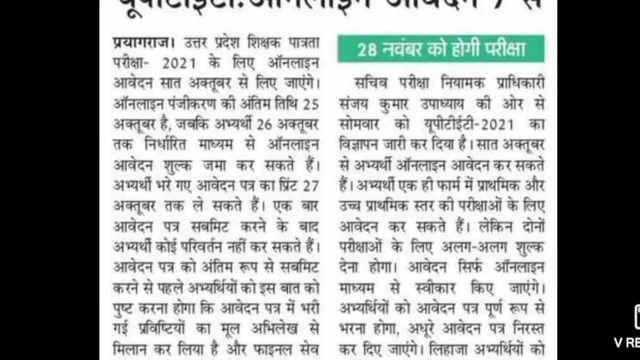 यूपीटीईटी: ऑनलाइन आवेदन 7 से
प्रयागराज। उत्तर प्रदेश शिक्षक पात्रता
परीक्षा- 2021 के लिए ऑनलाइन
आवेदन सात अक्तूबर से लिए जाएंगे।
ऑनलाइन पंजीकरण की अंतिम तिथि 25
अक्तूबर है, जबकि अभ्यर्थी 26 अक्तूबर
तक निर्धारित माध्यम से ऑनलाइन
आवेदन शुल्क जमा कर सकते हैं।
अभ्यर्थी भरे गए आवेदन पत्र का प्रिंट 27
अक्तूबर तक ले सकते हैं। एक बार
आवेदन पत्र सबमिट करने के बाद
अभ्यर्थी कोई परिवर्तन नहीं कर सकते हैं।
आवेदन पत्र को अंतिम रूप से सबमिट
करने से पहले अभ्यर्थियों को इस बात को
पुष्ट करना होगा कि आवेदन पत्र में भरी
गई प्रविष्टियों का मूल अभिलेख से
मिलान कर लिया है और फाइनल सेव
28 नवंबर को होगी परीक्षा
सचिव परीक्षा नियामक प्राधिकारी
संजय कुमार उपाध्याय की ओर से
सोमवार को यूपीटीईटी-2021 का
विज्ञापन जारी कर दिया है। सात अक्तूबर
से अभ्यर्थी ऑनलाइन आवेदन कर सकते
हैं। अभ्यर्थी एक ही फार्म में प्राथमिक और
उच्च प्राथमिक स्तर की परीक्षाओं के लिए
आवेदन कर सकते हैं। लेकिन दोनों
परीक्षाओं के लिए अलग-अलग शुल्क
देना होगा। आवेदन सिर्फ ऑनलाइन
माध्यम से स्वीकार किए जाएंगे।
अभ्यर्थियों को आवेदन पत्र पूर्ण रूप से
भरना होगा, अधूरे आवेदन पत्र निरस्त
कर दिए जाएंगे। लिहाजा अभ्यर्थियों को
V RE